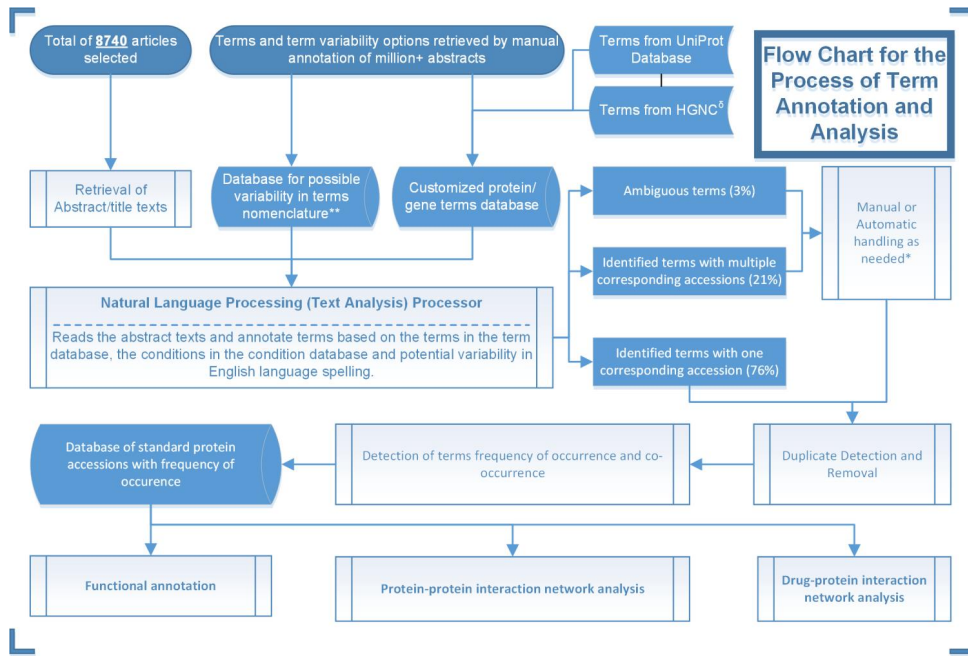 Total of 8740 articles
selected
Terms and term variability options retrieved by manual
annotation of million+ abstracts
Terms from UniProt
Database
Terms from HGNCδ
Flow Chart for the
Process of Term
Annotation and
Analysis
Retrieval of
Abstract/title texts
Database for possible
variability in terms
nomenclature**
Customized protein/
gene terms database
Ambiguous terms (3%)
Identified terms with multiple
corresponding accessions (21%)
Identified terms with one
corresponding accession (76%)
Manual or
Automatic
handling as
needed*
Natural Language Processing (Text Analysis) Processor
Reads the abstract texts and annotate terms based on the terms in the term
database, the conditions in the condition database and potential variability in
English language spelling.
Database of standard protein
accessions with frequency of
occurence
Detection of terms frequency of occurrence and co-
occurrence
Duplicate Detection and
Removal
Functional annotation
Protein-protein interaction network analysis
Drug-protein interaction
network analysis